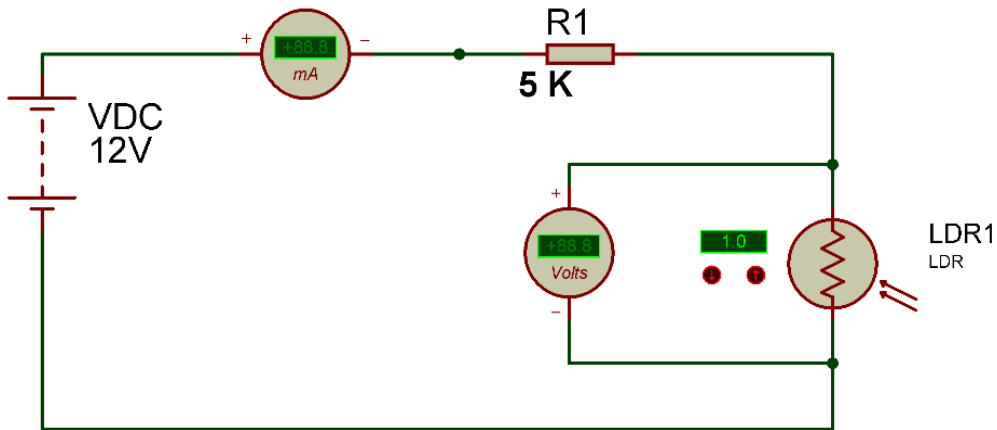 R1
+ +88.8 −
mA
5 K
VDC
12V
+
+88.8
Volts
−
1.0
LDR1
LDR